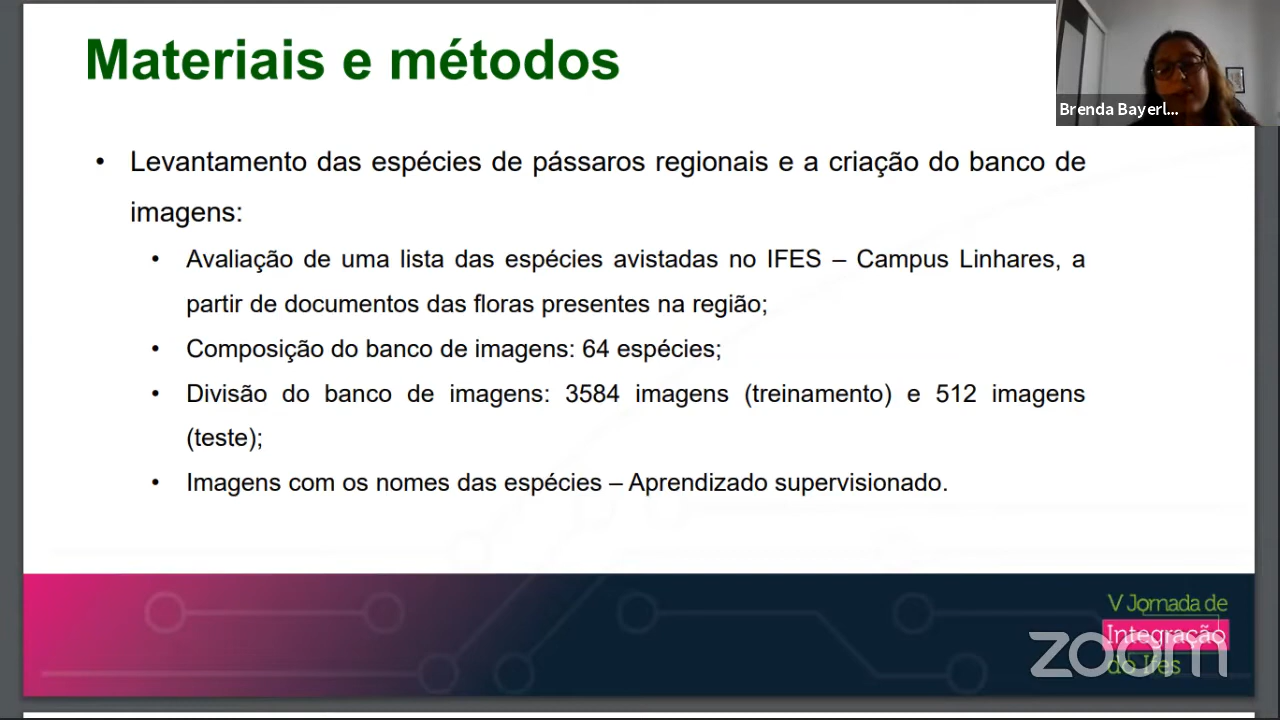 Materiais e métodos
Brenda Bayerl...
• Levantamento das espécies de pássaros regionais e a criação do banco de
imagens:
• Avaliação de uma lista das espécies avistadas no IFES – Campus Linhares, a
partir de documentos das floras presentes na região;
• Composição do banco de imagens: 64 espécies;
• Divisão do banco de imagens: 3584 imagens (treinamento) e 512 imagens
(teste);
• Imagens com os nomes das espécies – Aprendizado supervisionado.
V Jornada de
Integração
do Ifes
zoom